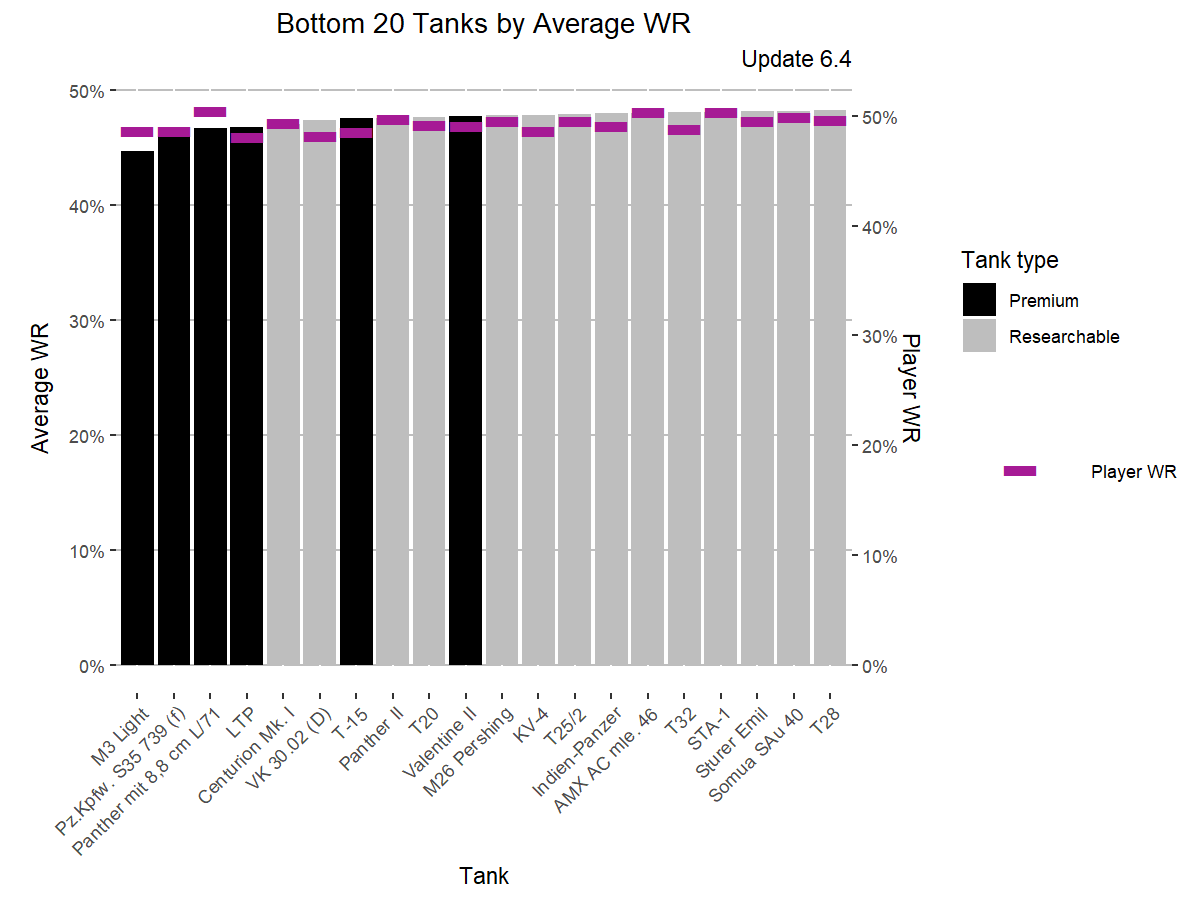 Bottom 20 Tanks by Average WR
Update 6.4
50%
40%
30%
20%
10%
0%
Average WR
50%
40%
30%
20%
10%
0%
Player WR
M3 Light
Pz.Kpfw. S35 739 (f)
Panther mit 8,8 cm L/71
LTP
Centurion Mk. I
VK 30.02 (D)
T-15
Panther II
T20
Valentine II
M26 Pershing
KV-4
T25/2
Indien-Panzer
AMX AC mle. 46
T32
STA-1
Sturer Emil
Somua SAu 40
T28
Tank
Tank type
Premium
Researchable
Player WR